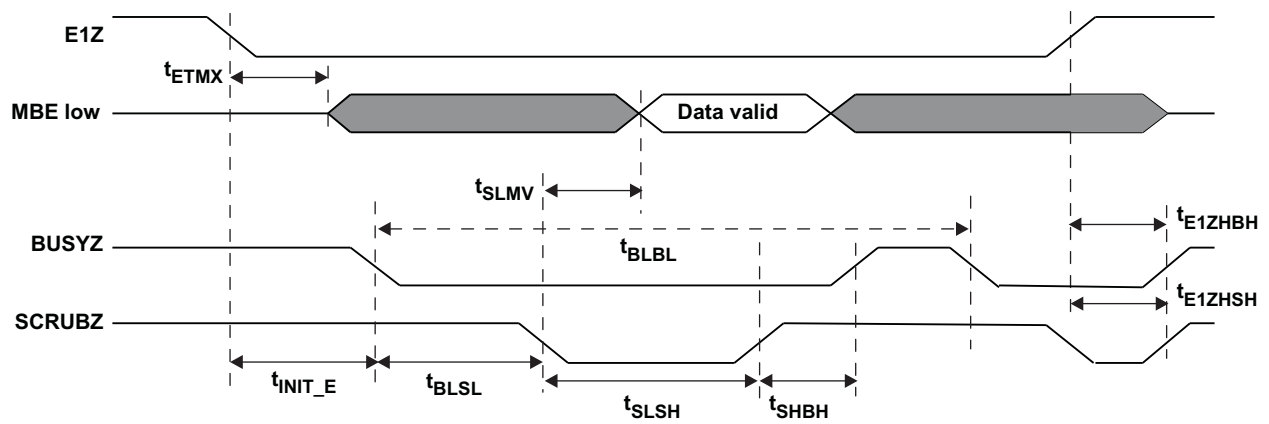 E1Z
tETMX
MBE low
Data valid
tSLMV
tE1ZHBH
BUSYZ
tBLBL
tE1ZHSH
SCRUBZ
tINIT_E
tBLSL
tSLSH
tSHBH